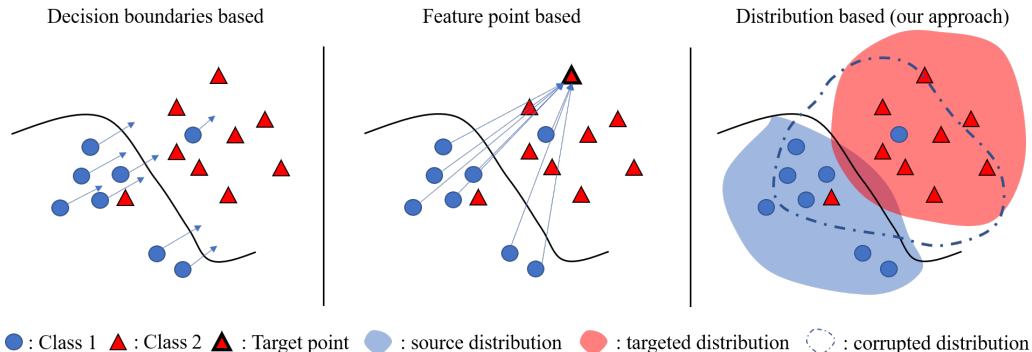 Decision boundaries based
Feature point based
Distribution based (our approach)
: Class 1
: Class 2
: Target point
: source distribution
: targeted distribution
: corrupted distribution